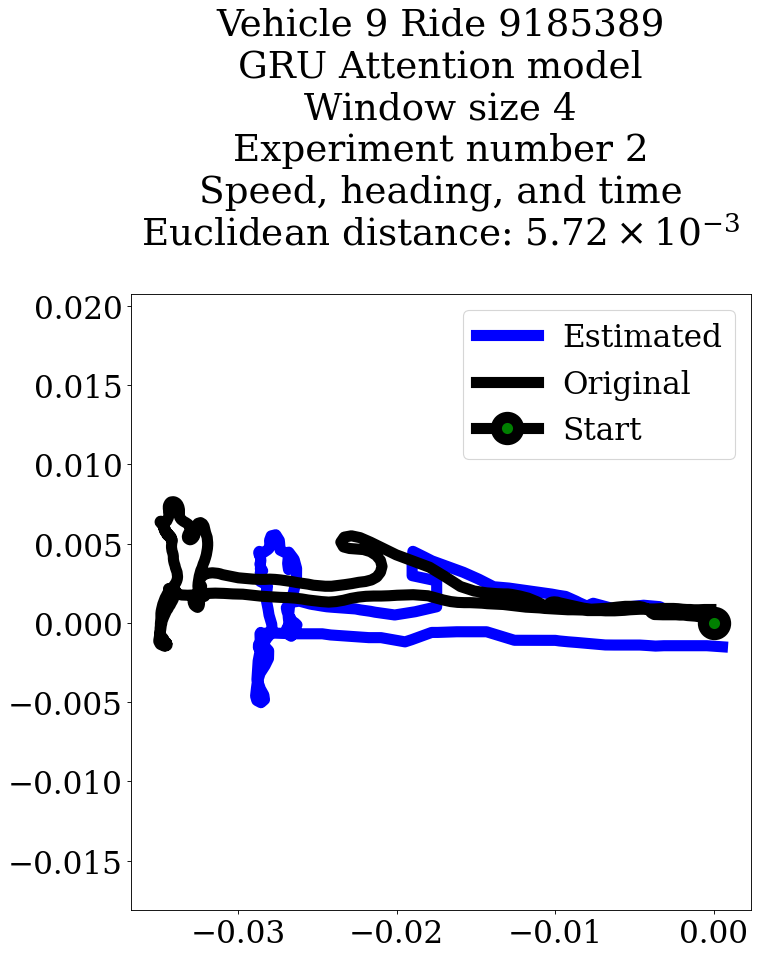 Vehicle 9 Ride 9185389
GRU Attention model
Window size 4
Experiment number 2
Speed, heading, and time
Euclidean distance: 5.72 × 10⁻³
Estimated
Original
Start
0.020
0.015
0.010
0.005
0.000
−0.005
−0.010
−0.015
−0.03 −0.02 −0.01 0.00